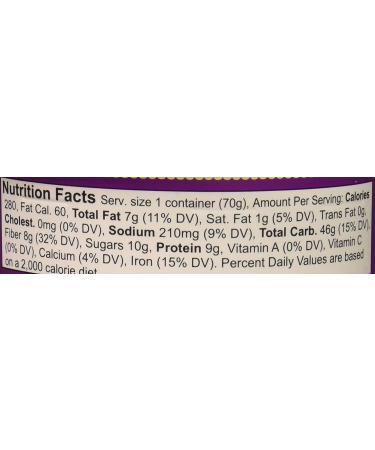 Nutrition Facts Serv. size 1 container (70g), Amount Per Serving: Calories
280, Fat Cal. 60, Total Fat 7g (11% DV), Sat. Fat 1g (5% DV), Trans Fat 0g,
Cholest. 0mg (0% DV), Sodium 210mg (9% DV), Total Carb. 46g (15% DV),
Fiber 8g (32% DV), Sugars 10g, Protein 9g, Vitamin A (0% DV), Vitamin C
(0% DV), Calcium (4% DV), Iron (15% DV). Percent Daily Values are based
on a 2,000 calorie diet.